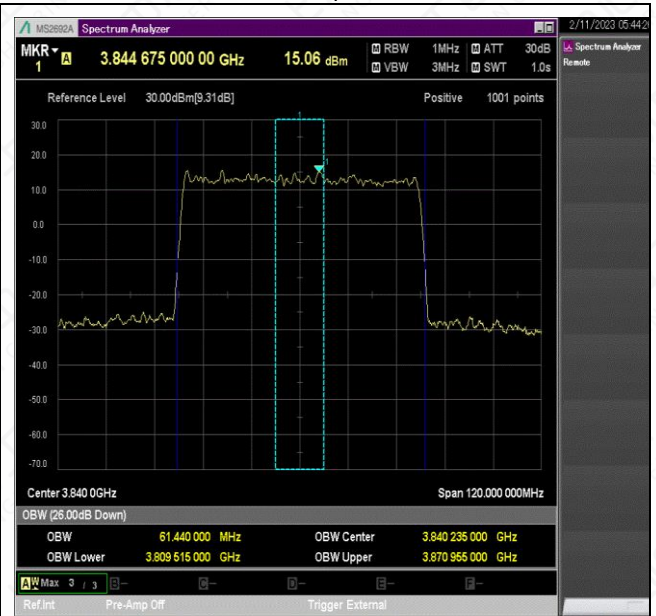 MS2692A Spectrum Analyzer 2/11/2023 05:44:2
MKR 1 A 3.844 675 000 00 GHz 15.06 dBm M RBW 1MHz M ATT 30dB
M VBW 3MHz M SWT 1.0s
Spectrum Analyzer
Remote
Reference Level 30.00dBm[9.31dB] Positive 1001 points
1
30.0
20.0
1
10.0
0.0
-10.0
-20.0
-30.0
-40.0
-50.0
-60.0
-70.0
Center 3.840 0GHz Span 120.000 000MHz
OBW (26.00dB Down)
OBW 61.440 000 MHz OBW Center 3.840 235 000 GHz
OBW Lower 3.809 515 000 GHz OBW Upper 3.870 955 000 GHz
A W Max 3 / 3 B- C- D- E- F-
Ref.Int Pre-Amp Off Trigger External